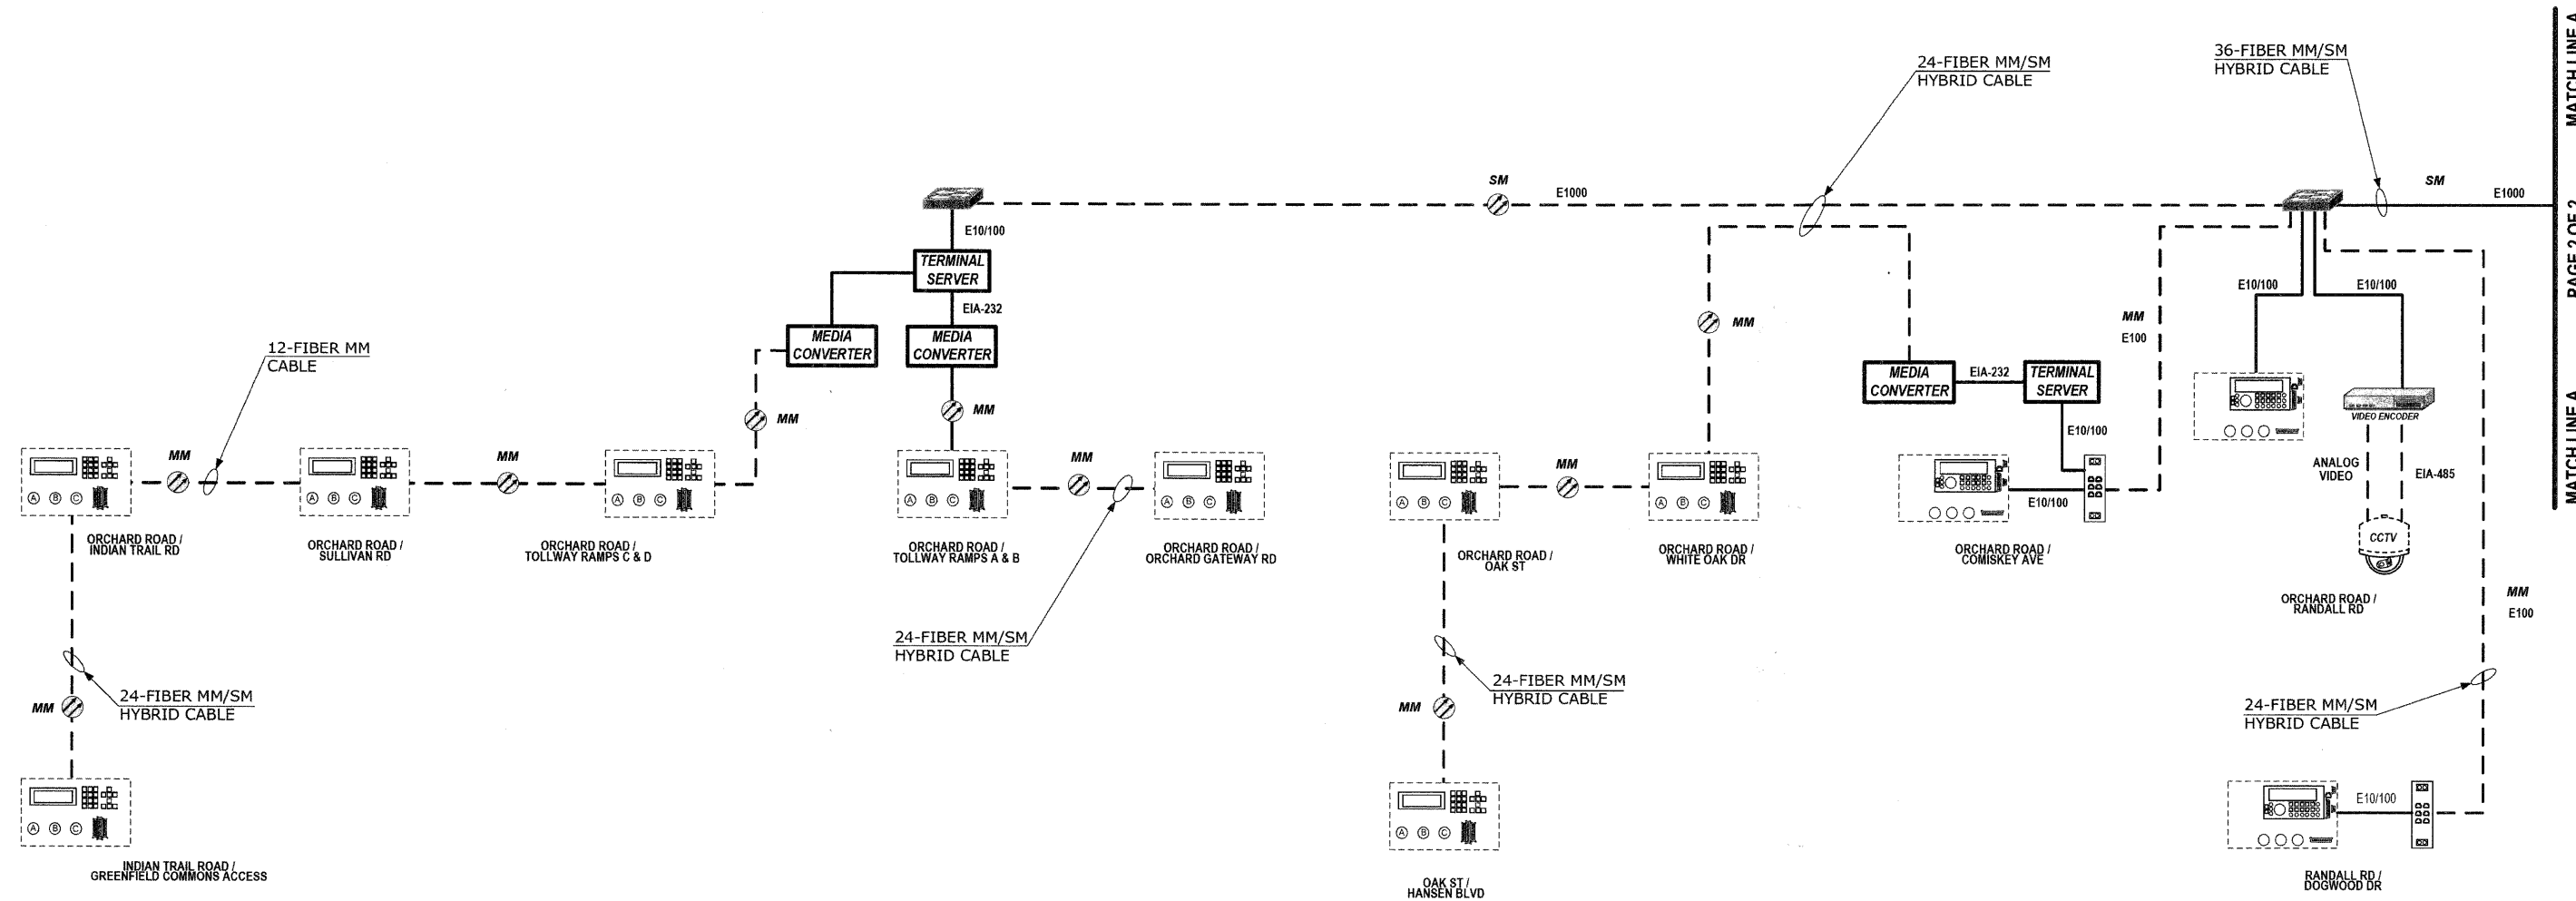 36-FIBER MM/SM
HYBRID CABLE
24-FIBER MM/SM
HYBRID CABLE
MATCH LINE A
PAGE 2 OF 2
MATCH LINE A
SM
E1000
SM
E1000
E10/100
TERMINAL
SERVER
EIA-232
MEDIA
CONVERTER
MEDIA
CONVERTER
MM
MM
12-FIBER MM
CABLE
MM
MM
MM
24-FIBER MM/SM
HYBRID CABLE
MM
MM
MEDIA
CONVERTER
EIA-232
TERMINAL
SERVER
E10/100
E10/100
MM
E100
E10/100
E10/100
VIDEO ENCODER
ANALOG
VIDEO
EIA-485
CCTV
A B C
A B C
A B C
A B C
A B C
A B C
A B C
ORCHARD ROAD /
INDIAN TRAIL RD
ORCHARD ROAD /
SULLIVAN RD
ORCHARD ROAD /
TOLLWAY RAMPS C & D
ORCHARD ROAD /
TOLLWAY RAMPS A & B
ORCHARD ROAD /
ORCHARD GATEWAY RD
ORCHARD ROAD /
OAK ST
ORCHARD ROAD /
WHITE OAK DR
ORCHARD ROAD /
COMISKEY AVE
ORCHARD ROAD /
RANDALL RD
MM
E100
24-FIBER MM/SM
HYBRID CABLE
MM
24-FIBER MM/SM
HYBRID CABLE
MM
24-FIBER MM/SM
HYBRID CABLE
A B C
A B C
E10/100
INDIAN TRAIL ROAD /
GREENFIELD COMMONS ACCESS
OAK ST /
HANSEN BLVD
RANDALL RD /
DOGWOOD DR